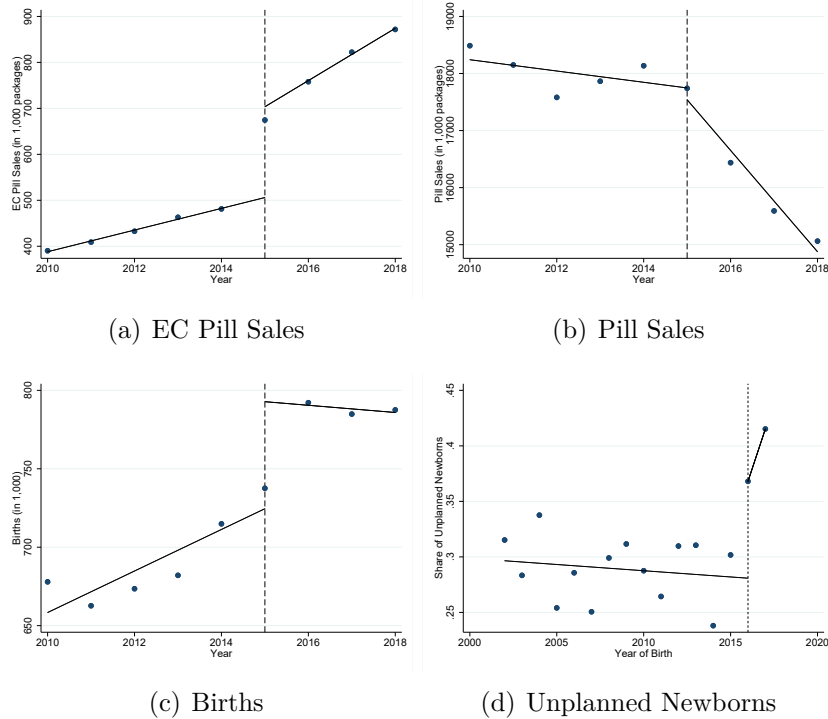 900
800
700
600
500
400
EC Pill Sales (in 1,000 packages)
2010 2012 2014 2016 2018
Year
(a) EC Pill Sales
19000
18000
17000
16000
15000
Pill Sales (in 1,000 packages)
2010 2012 2014 2016 2018
Year
(b) Pill Sales
800
750
700
650
Births (in 1,000)
2010 2012 2014 2016 2018
Year
(c) Births
.45
.4
.35
.3
.25
Share of Unplanned Newborns
2000 2005 2010 2015 2020
Year of Birth
(d) Unplanned Newborns